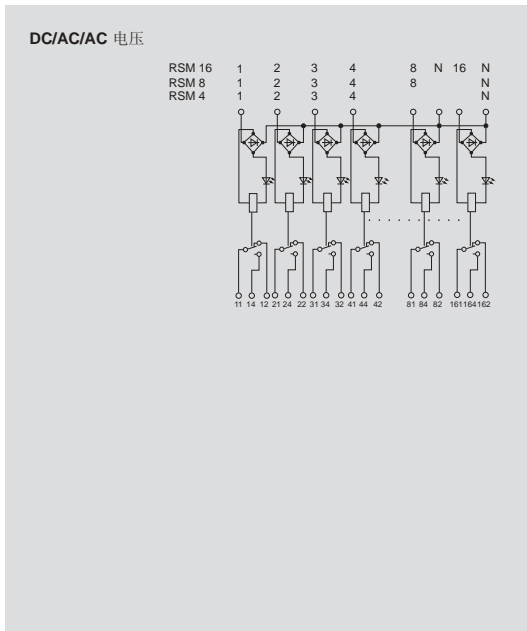 DC/AC/AC 电压
RSM 16 1 2 3 4 8 N 16 N
RSM 8 1 2 3 4 8 N
RSM 4 1 2 3 4 N
11 14 12 21 24 22 31 34 32 41 44 42 81 84 82 161 164 162